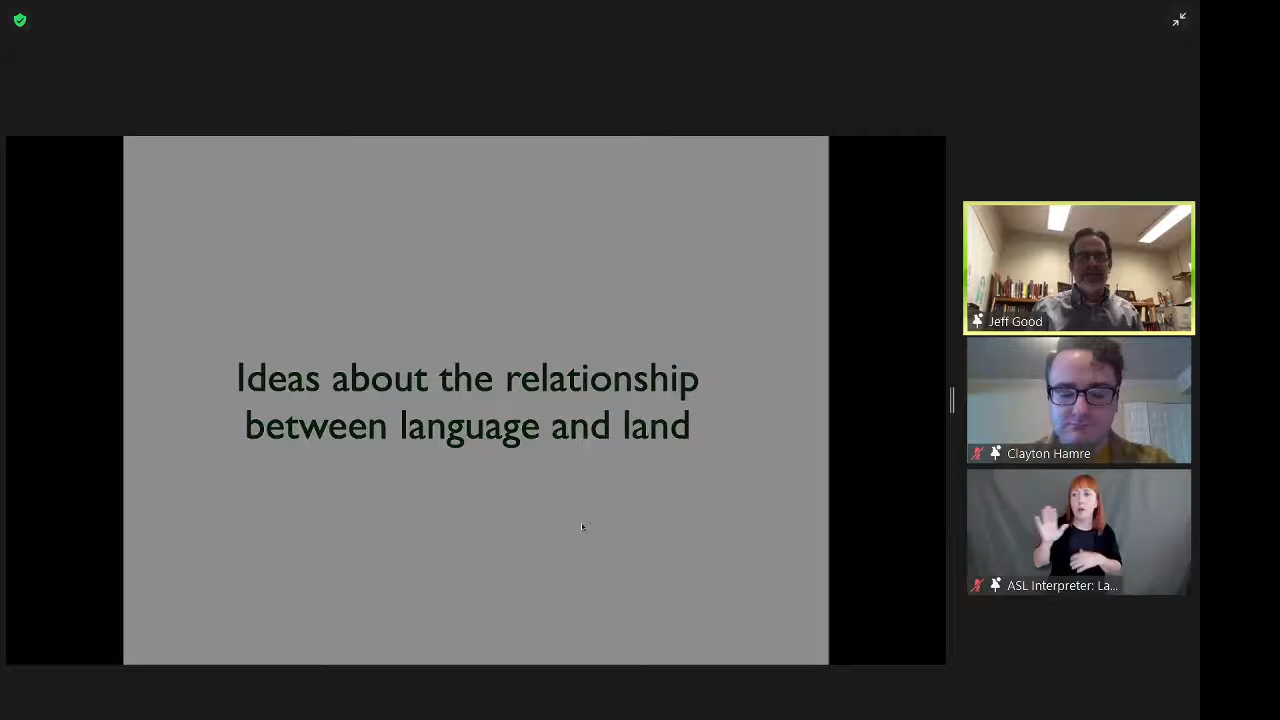 Ideas about the relationship
between language and land
Jeff Good
Clayton Hamre
ASL Interpreter: La...